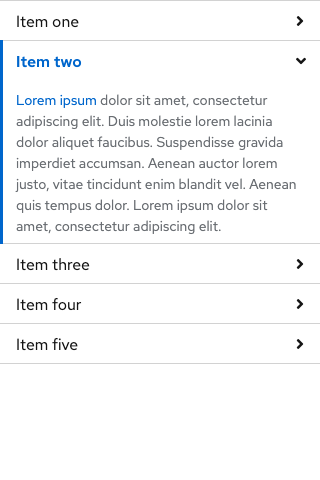 Item one
Item two
Lorem ipsum dolor sit amet, consectetur
adipiscing elit. Duis molestie lorem lacinia
dolor aliquet faucibus. Suspendisse gravida
imperdiet accumsan. Aenean auctor lorem
justo, vitae tincidunt enim blandit vel. Aenean
quis tempus dolor. Lorem ipsum dolor sit
amet, consectetur adipiscing elit.
Item three
Item four
Item five